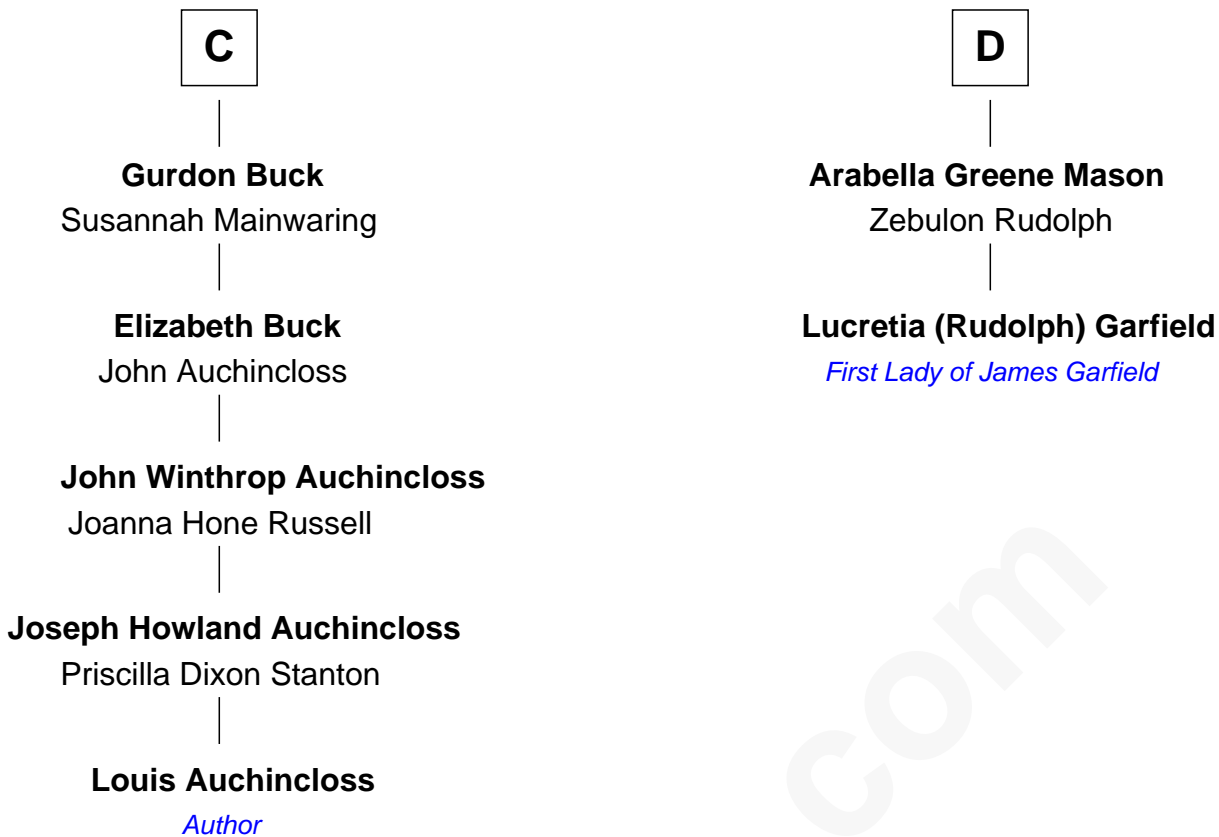 C
Gurdon Buck
Susannah Mainwaring
Elizabeth Buck
John Auchincloss
John Winthrop Auchincloss
Joanna Hone Russell
Joseph Howland Auchincloss
Priscilla Dixon Stanton
Louis Auchincloss
Author
D
Arabella Greene Mason
Zebulon Rudolph
Lucretia (Rudolph) Garfield
First Lady of James Garfield
com